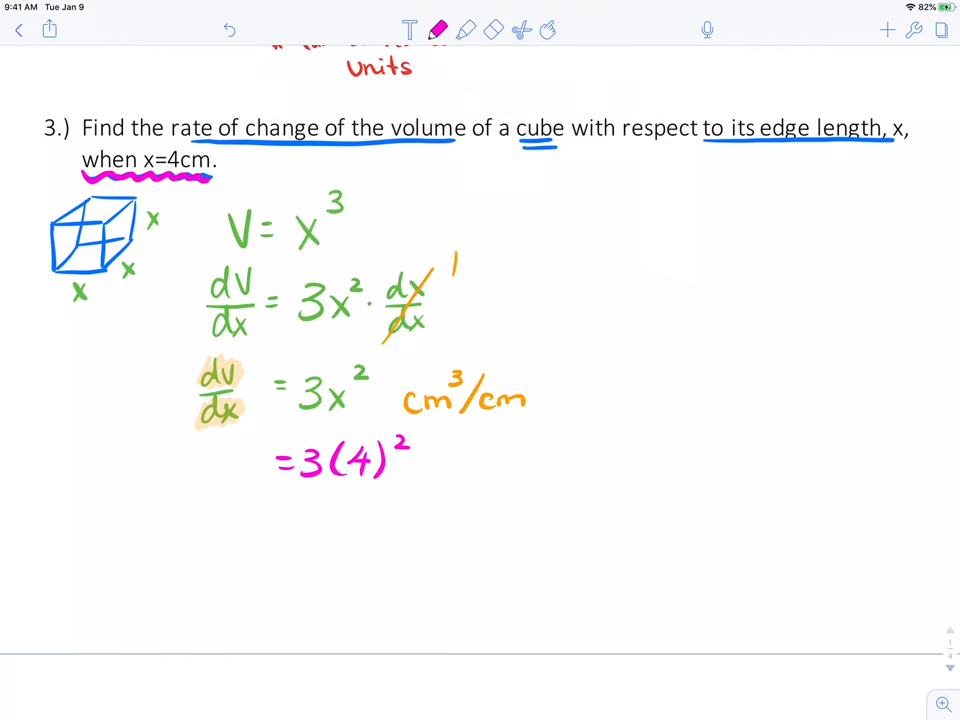 9:41 AM Tue Jan 9
82%
T
units
3.) Find the rate of change of the volume of a cube with respect to its edge length, x,
when x=4cm.
x
x
x
V = x³
dV/dx = 3x² · dx/dx 1
dV/dx = 3x² cm³/cm
= 3(4)²
1
4